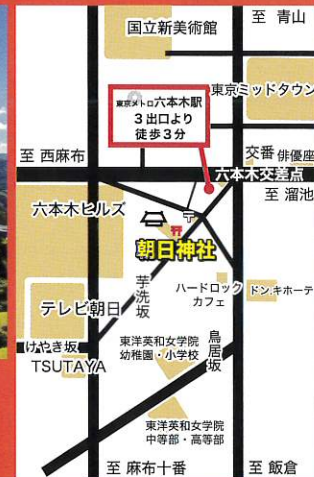 国立新美術館
至 青山
東京ミッドタウン
東京メトロ六本木駅
3出口より
徒歩3分
至 西麻布
交番
俳優座
六本木交差点
六本木ヒルズ
至 溜池
〒
朝日神社
芋洗坂
ハードロック
カフェ
ドン.キホーテ
テレビ朝日
けやき坂
TSUTAYA
東洋英和女学院
幼稚園・小学校
鳥居坂
東洋英和女学院
中等部・高等部
至 麻布十番
至 飯倉